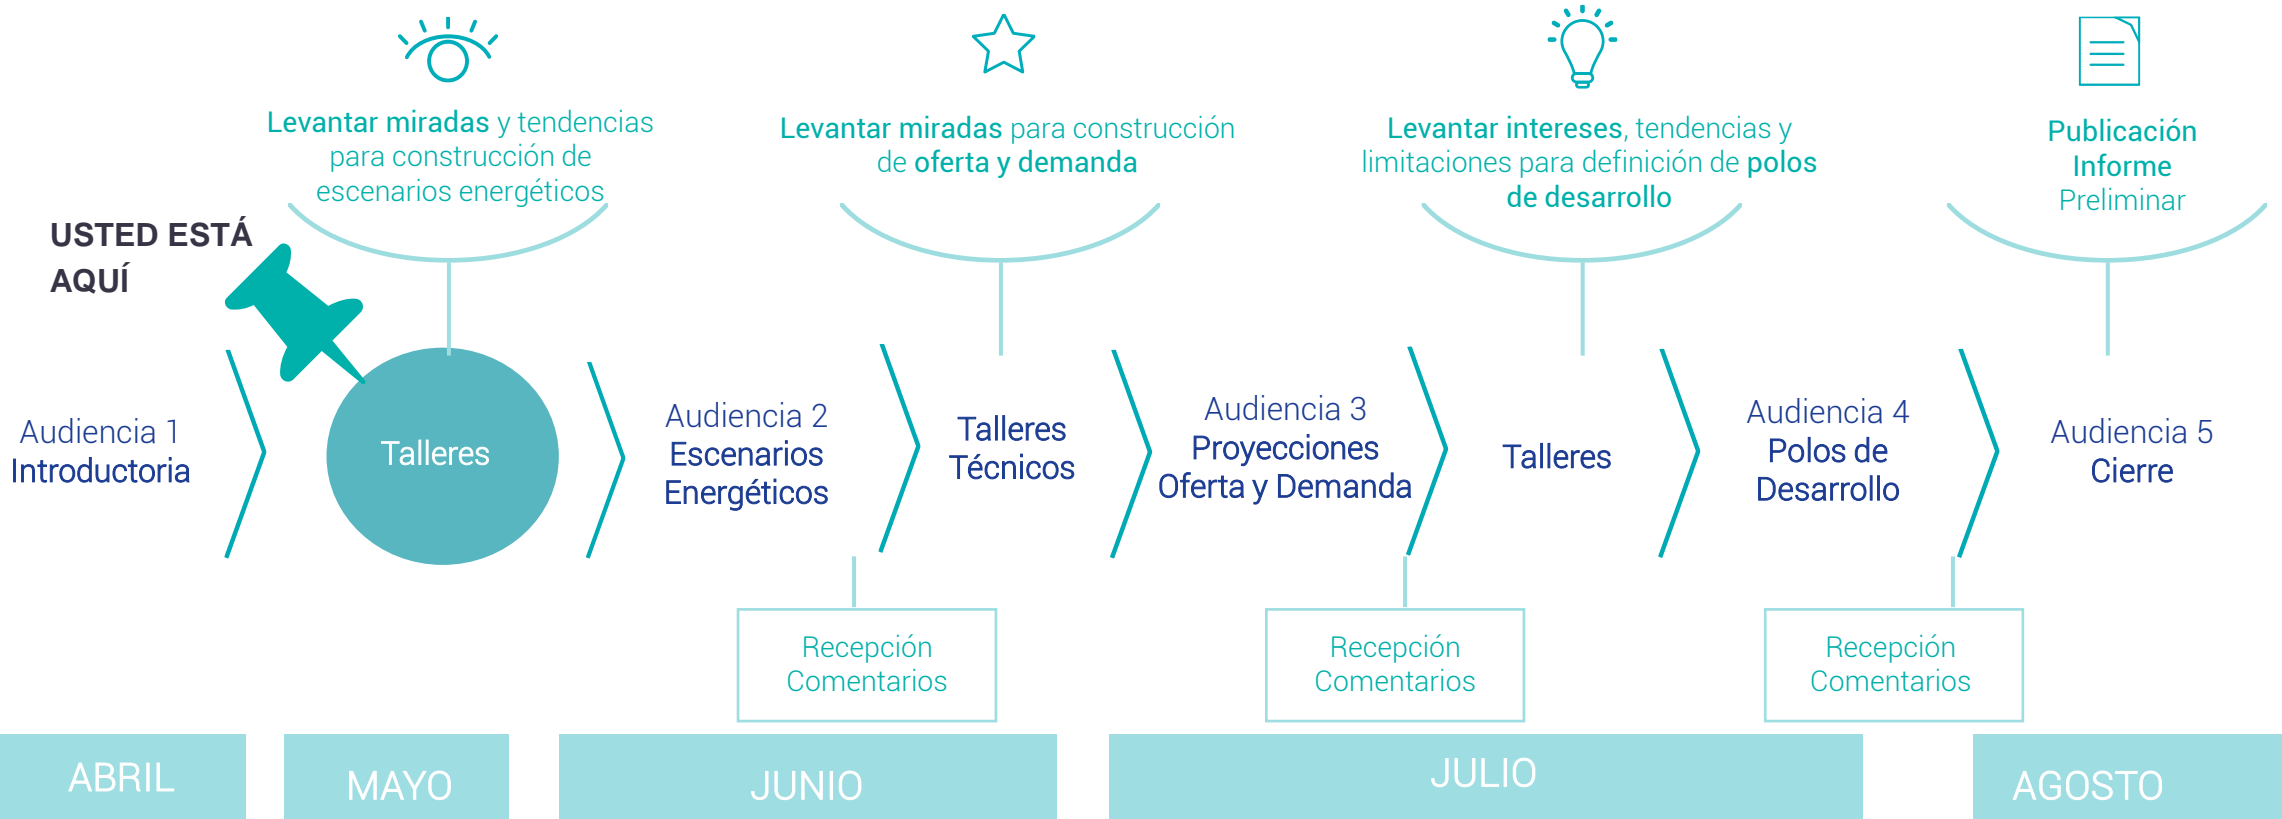 Levantar miradas y tendencias
para construcción de
escenarios energéticos
Levantar miradas para construcción
de oferta y demanda
Levantar intereses, tendencias y
limitaciones para definición de polos
de desarrollo
Publicación
Informe
Preliminar
USTED ESTÁ
AQUÍ
Audiencia 1
Introductoria
Talleres
Audiencia 2
Escenarios
Energéticos
Talleres
Técnicos
Audiencia 3
Proyecciones
Oferta y Demanda
Talleres
Audiencia 4
Polos de
Desarrollo
Audiencia 5
Cierre
Recepción
Comentarios
Recepción
Comentarios
Recepción
Comentarios
ABRIL
MAYO
JUNIO
JULIO
AGOSTO